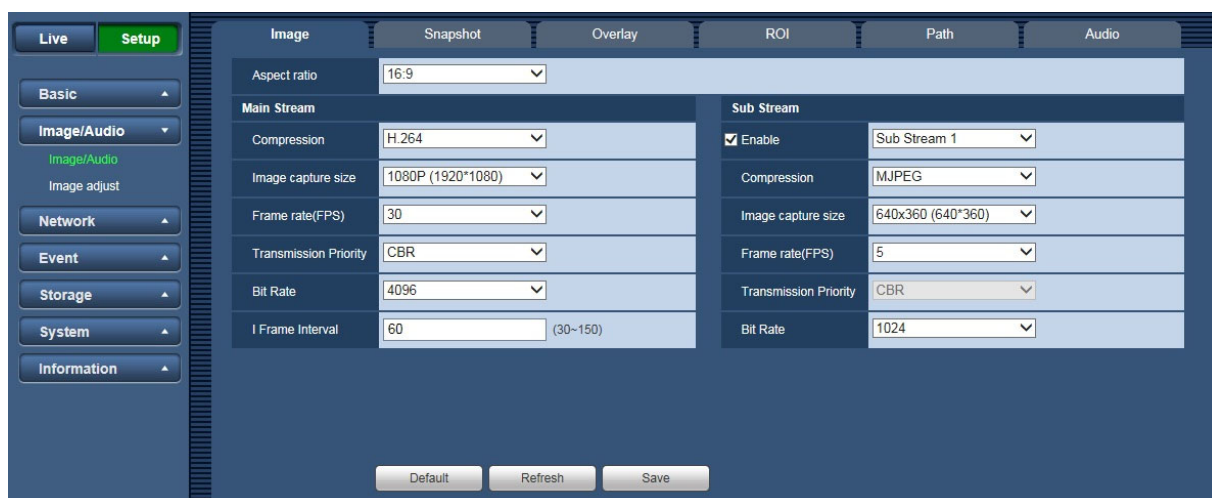 Live Setup
Image Snapshot Overlay ROI Path Audio
Basic
Image/Audio
Image/Audio
Image adjust
Network
Event
Storage
System
Information
Aspect ratio 16:9
Main Stream
Compression H.264
Image capture size 1080P (1920*1080)
Frame rate(FPS) 30
Transmission Priority CBR
Bit Rate 4096
I Frame Interval 60 (30~150)
Sub Stream
Enable Sub Stream 1
Compression MJPEG
Image capture size 640x360 (640*360)
Frame rate(FPS) 5
Transmission Priority CBR
Bit Rate 1024
Default Refresh Save